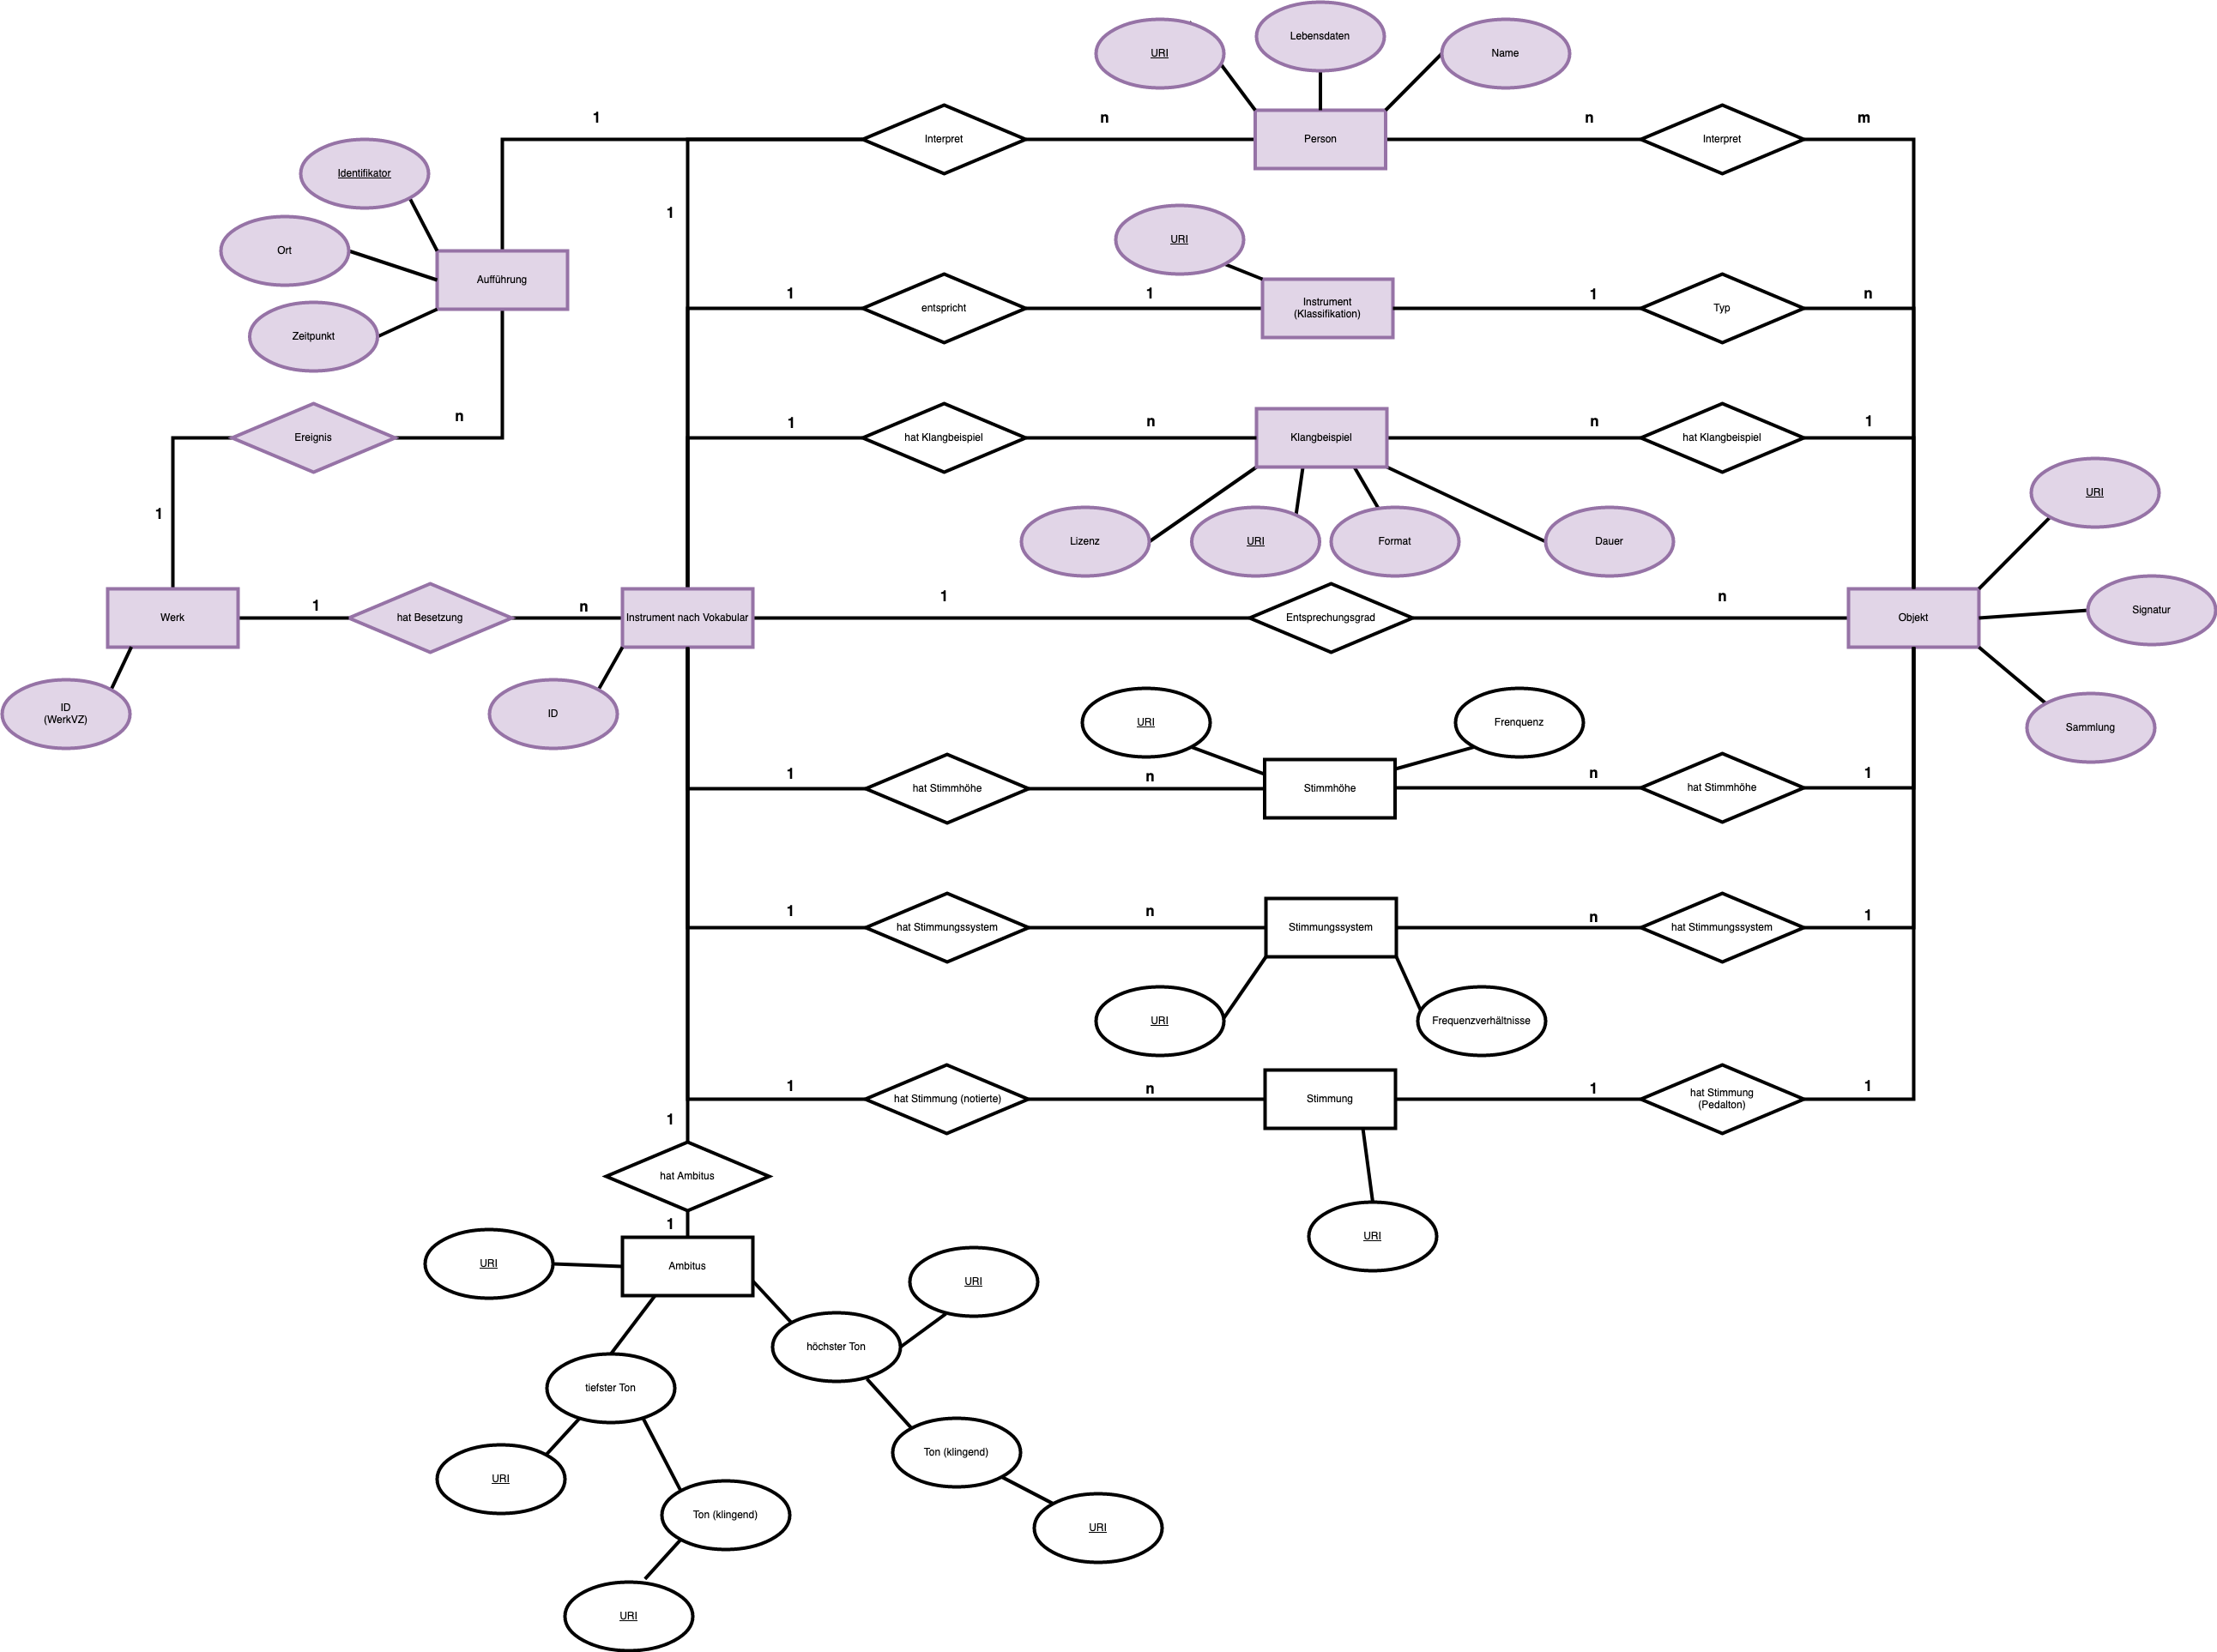 Lebensdaten
URI
Name
1
n
n
m
Interpret
Person
Interpret
Identifikator
1
URI
Ort
Aufführung
1
1
1
n
entspricht
Instrument
(Klassifikation)
Typ
Zeitpunkt
n
1
n
n
1
Ereignis
hat Klangbeispiel
Klangbeispiel
hat Klangbeispiel
URI
1
Lizenz
URI
Format
Dauer
1
n
1
n
Signatur
Werk
hat Besetzung
Instrument nach Vokabular
Entsprechungsgrad
Objekt
ID
(WerkVZ)
ID
URI
Frenquenz
Sammlung
1
n
n
1
hat Stimmhöhe
Stimmhöhe
hat Stimmhöhe
1
n
n
1
hat Stimmungssystem
Stimmungssystem
hat Stimmungssystem
URI
Frequenzverhältnisse
1
n
1
1
hat Stimmung (notierte)
Stimmung
hat Stimmung
(Pedalton)
1
hat Ambitus
1
URI
URI
Ambitus
URI
höchster Ton
tiefster Ton
Ton (klingend)
URI
Ton (klingend)
URI
URI